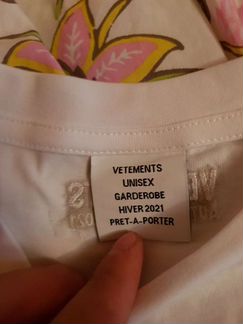 VETEMENTS
UNISEX
GARDEROBE
HIVER 2021
PRET-A-PORTER